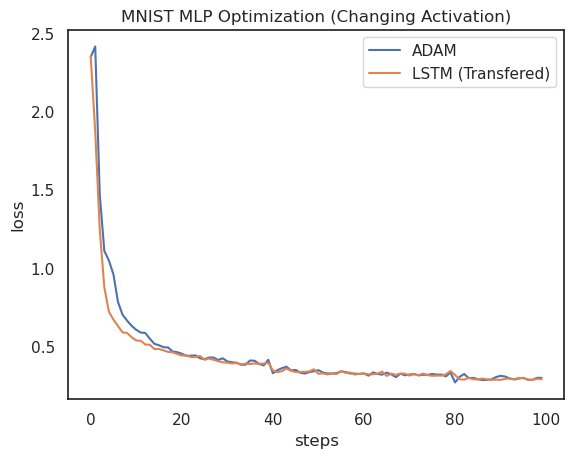 MNIST MLP Optimization (Changing Activation)
ADAM
LSTM (Transfered)
2.5
2.0
1.5
1.0
0.5
loss
0 20 40 60 80 100
steps